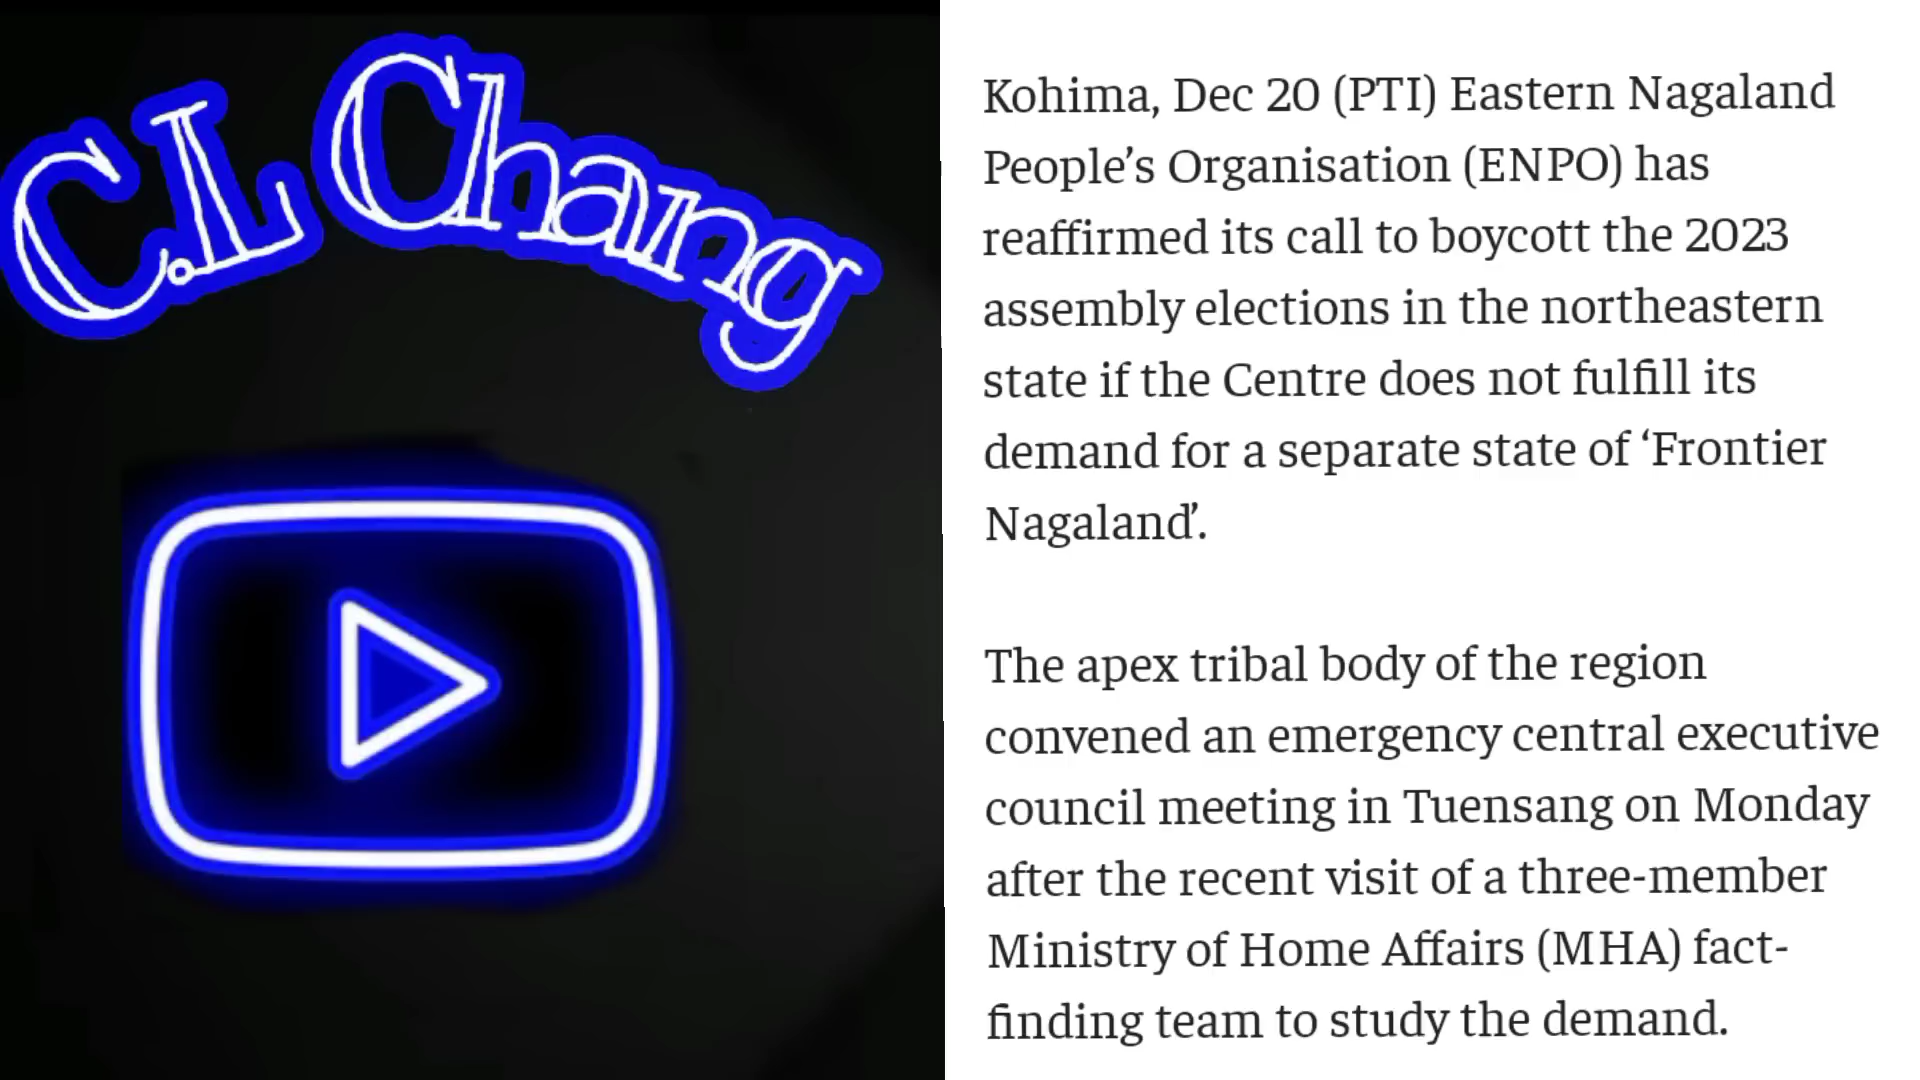 C.L Chang
Kohima, Dec 20 (PTI) Eastern Nagaland
People’s Organisation (ENPO) has
reaffirmed its call to boycott the 2023
assembly elections in the northeastern
state if the Centre does not fulfill its
demand for a separate state of ‘Frontier
Nagaland’.
The apex tribal body of the region
convened an emergency central executive
council meeting in Tuensang on Monday
after the recent visit of a three-member
Ministry of Home Affairs (MHA) fact-
finding team to study the demand.